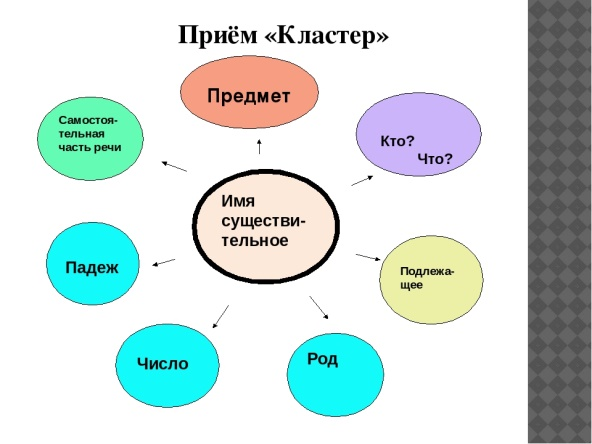 Приём «Кластер»
Предмет
Самостоя-
тельная
часть речи
Кто?
Что?
Имя
существи-
тельное
Падеж
Подлежа-
щее
Число
Род